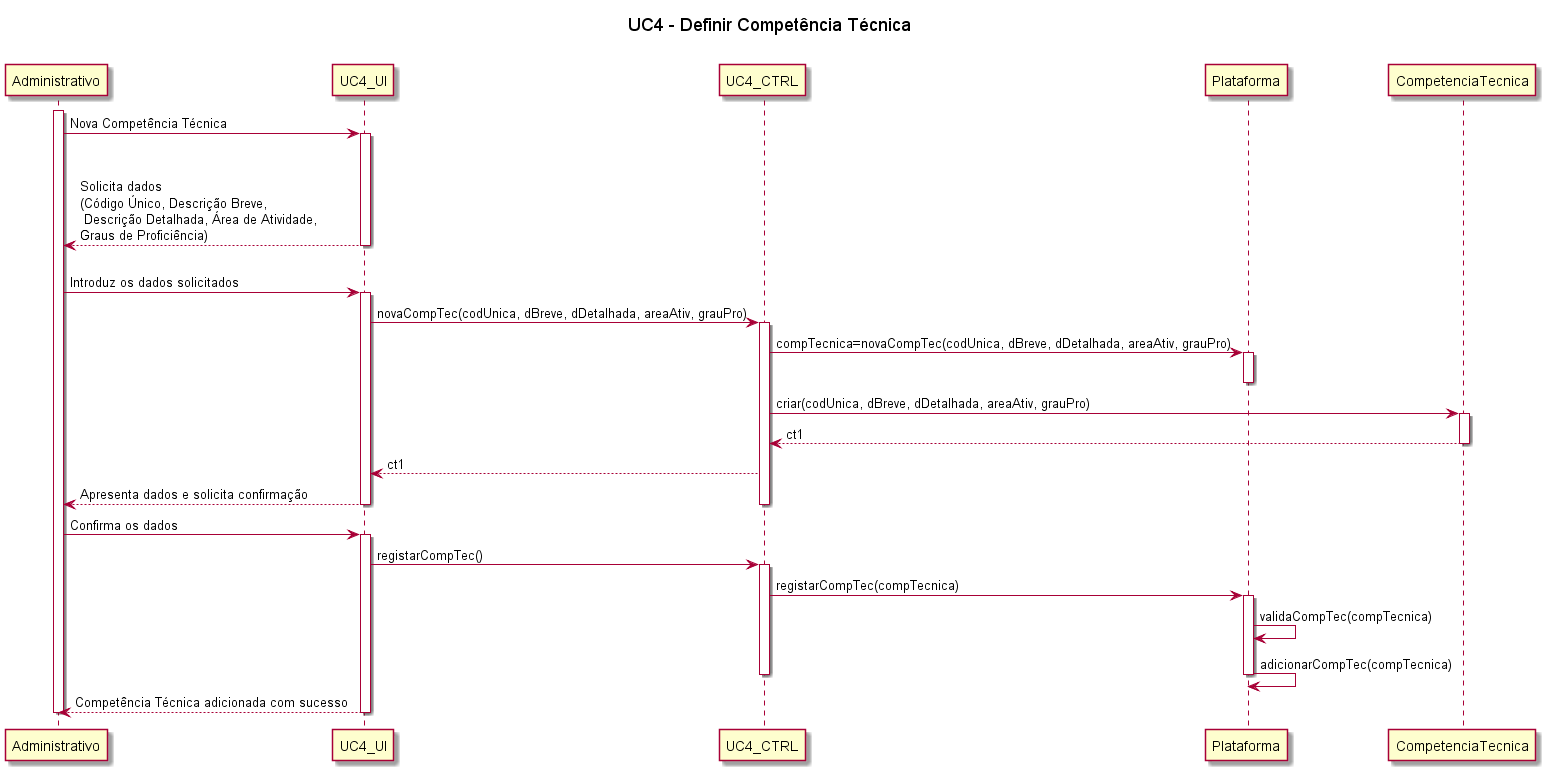 UC4 - Definir Competência Técnica
Administrativo
UC4_UI
UC4_CTRL
Plataforma
CompetenciaTecnica
Nova Competência Técnica
Solicita dados
(Código Único, Descrição Breve,
Descrição Detalhada, Área de Atividade,
Graus de Proficiência)
Introduz os dados solicitados
novaCompTec(codUnica, dBreve, dDetalhada, areaAtiv, grauPro)
compTecnica=novaCompTec(codUnica, dBreve, dDetalhada, areaAtiv, grauPro)
criar(codUnica, dBreve, dDetalhada, areaAtiv, grauPro)
ct1
ct1
Apresenta dados e solicita confirmação
Confirma os dados
registarCompTec()
registarCompTec(compTecnica)
validaCompTec(compTecnica)
adicionarCompTec(compTecnica)
Competência Técnica adicionada com sucesso
Administrativo
UC4_UI
UC4_CTRL
Plataforma
CompetenciaTecnica